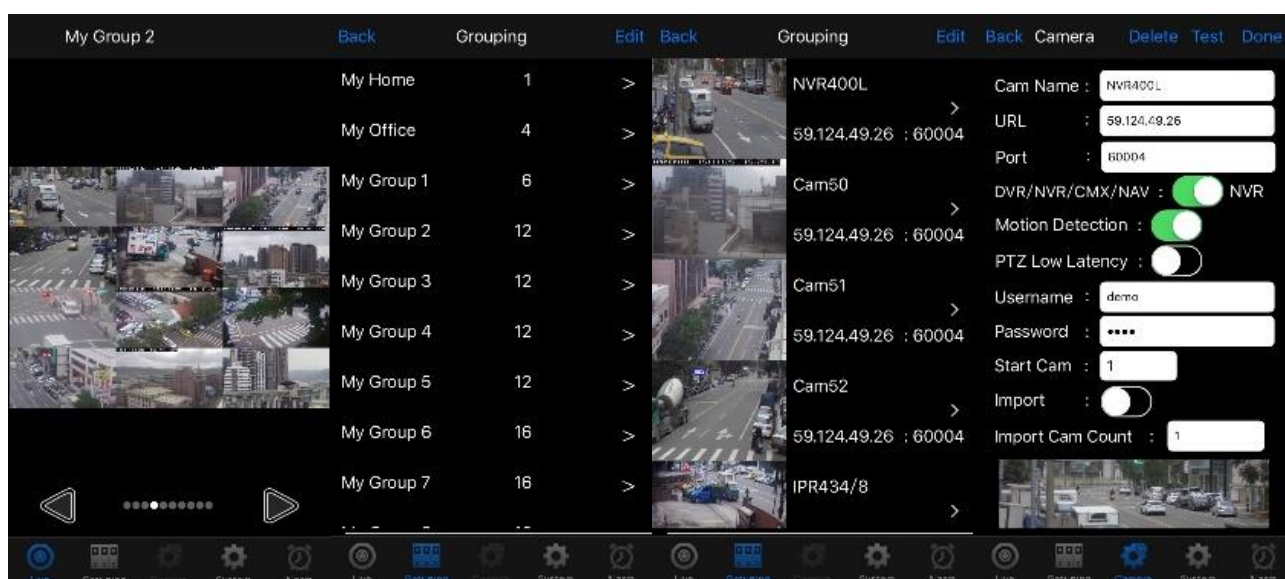 My Group 2
Back Grouping Edit
My Home 1 >
My Office 4 >
My Group 1 6 >
My Group 2 12 >
My Group 3 12 >
My Group 4 12 >
My Group 5 12 >
My Group 6 16 >
My Group 7 16 >
Back Grouping Edit
NVR400L
>
59.124.49.26 : 60004
Cam50
>
59.124.49.26 : 60004
Cam51
>
59.124.49.26 : 60004
Cam52
>
59.124.49.26 : 60004
IPR434/8
>
Back Camera Delete Test Done
Cam Name : NVR400L
URL : 59.124.49.26
Port : 60004
DVR/NVR/CMX/NAV : NVR
Motion Detection :
PTZ Low Latency :
Username : demo
Password : ••••
Start Cam : 1
Import :
Import Cam Count : 1